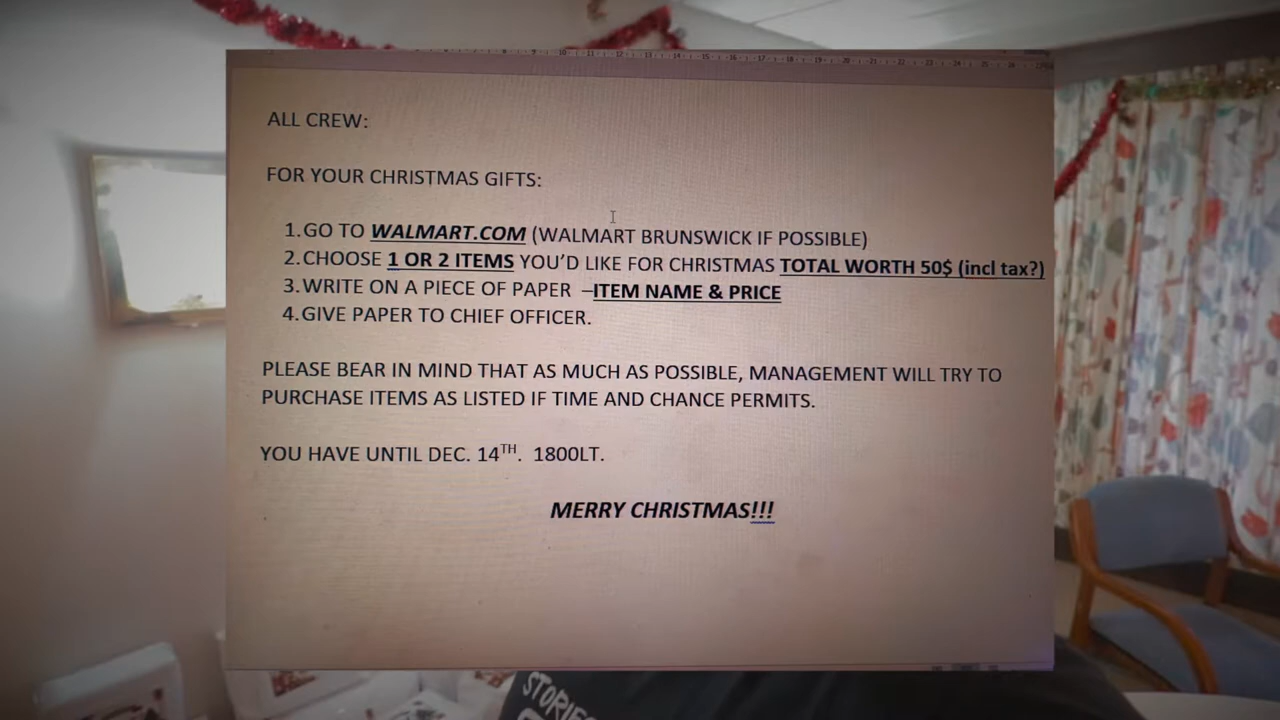 ALL CREW:
FOR YOUR CHRISTMAS GIFTS:
1.GO TO WALMART.COM (WALMART BRUNSWICK IF POSSIBLE)
2.CHOOSE 1 OR 2 ITEMS YOU'D LIKE FOR CHRISTMAS TOTAL WORTH 50$ (incl tax?)
3.WRITE ON A PIECE OF PAPER –ITEM NAME & PRICE
4.GIVE PAPER TO CHIEF OFFICER.
PLEASE BEAR IN MIND THAT AS MUCH AS POSSIBLE, MANAGEMENT WILL TRY TO
PURCHASE ITEMS AS LISTED IF TIME AND CHANCE PERMITS.
YOU HAVE UNTIL DEC. 14TH. 1800LT.
MERRY CHRISTMAS!!!
STORIES